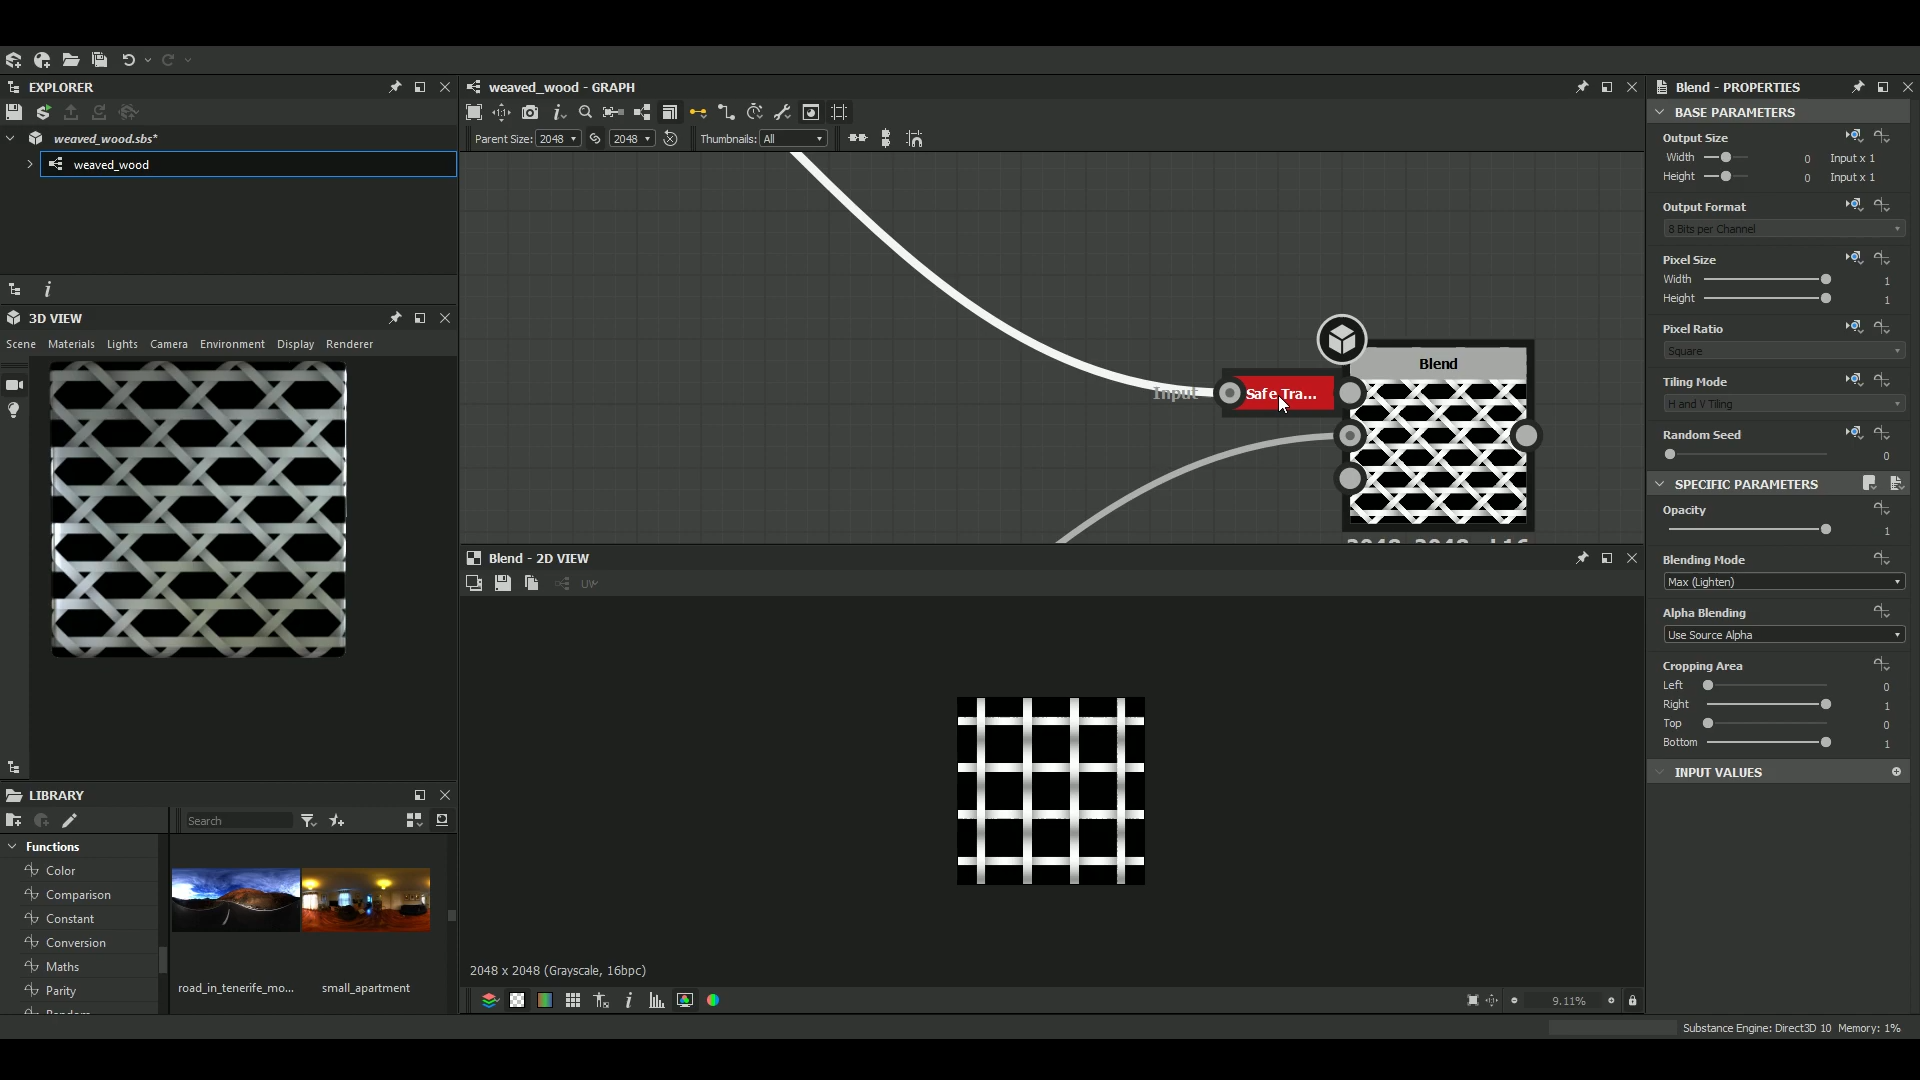 EXPLORER
weaved_wood.sbs*
weaved_wood
3D VIEW
Scene Materials Lights Camera Environment Display Renderer
LIBRARY
Search
Functions
Color
Comparison
Constant
Conversion
Maths
Parity
road_in_tenerife_mo...
small_apartment
weaved_wood - GRAPH
Parent Size: 2048 2048 Thumbnails: All
Input
Safe Tra...
Blend
Blend - 2D VIEW
UV
2048 x 2048 (Grayscale, 16bpc)
9.11%
Blend - PROPERTIES
BASE PARAMETERS
Output Size
Width 0 Input x 1
Height 0 Input x 1
Output Format
8 Bits per Channel
Pixel Size
Width 1
Height 1
Pixel Ratio
Square
Tiling Mode
H and V Tiling
Random Seed
0
SPECIFIC PARAMETERS
Opacity
1
Blending Mode
Max (Lighten)
Alpha Blending
Use Source Alpha
Cropping Area
Left 0
Right 1
Top 0
Bottom 1
INPUT VALUES
Substance Engine: Direct3D 10 Memory: 1%